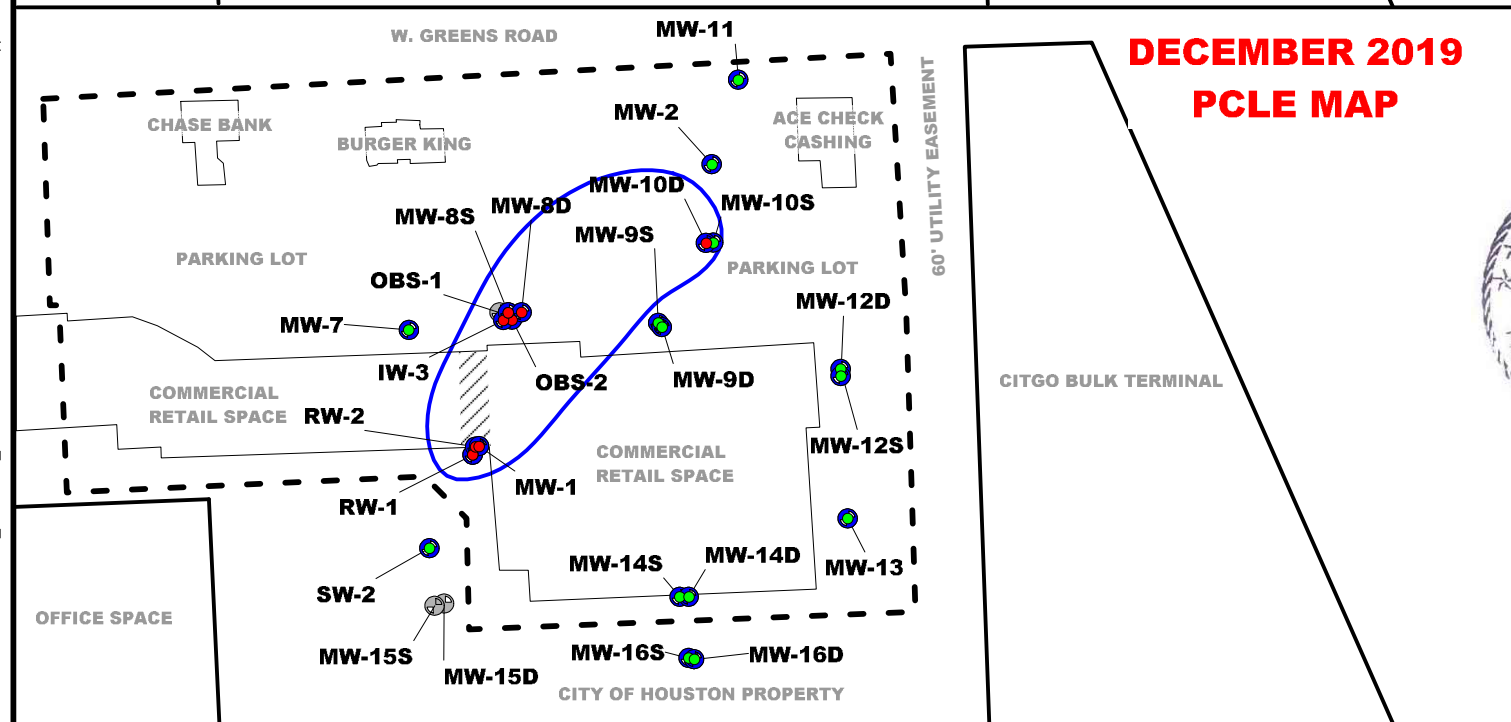 W. GREENS ROAD
MW-11
DECEMBER 2019
PCLE MAP
MW-2
CHASE BANK
BURGER KING
ACE CHECK
CASHING
60' UTILITY EASEMENT
MW-10D
MW-10S
MW-8S
MW-8D
MW-9S
PARKING LOT
PARKING LOT
OBS-1
MW-12D
MW-7
IW-3
OBS-2
MW-9D
CITGO BULK TERMINAL
COMMERCIAL
RETAIL SPACE
RW-2
MW-12S
COMMERCIAL
RETAIL SPACE
MW-1
RW-1
MW-14S
MW-14D
MW-13
SW-2
OFFICE SPACE
MW-15S
MW-15D
MW-16S
MW-16D
CITY OF HOUSTON PROPERTY